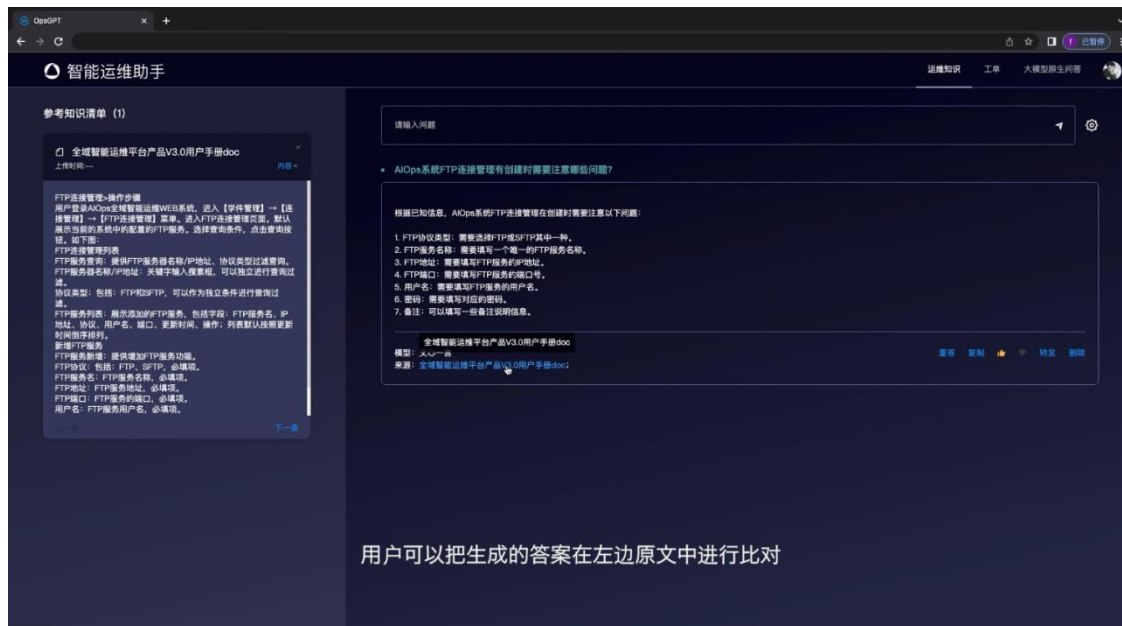 OpsGPT
已暂停
智能运维助手
运维知识
工单
大模型原生问答
参考知识清单（1）
全域智能运维平台产品V3.0用户手册doc
上传时间:---
内容
FTP连接管理>操作步骤
用户登录AIOps全域智能运维WEB系统，进入【学件管理】→【连
接管理】→【FTP连接管理】菜单。进入FTP连接管理页面。默认
展示当前的系统中的配置的FTP服务。选择查询条件，点击查询按
钮。如下图：
FTP连接管理列表
FTP服务查询：提供FTP服务器名称/IP地址、协议类型过滤查询。
FTP服务器名称/IP地址：关键字输入搜素框，可以独立进行查询过
滤。
协议类型：包括：FTP和SFTP，可以作为独立条件进行查询过
滤。
FTP服务列表：展示添加的FTP服务，包括字段：FTP服务名、IP
地址、协议、用户名、端口、更新时间、操作；列表默认按照更新
时间倒序排列。
新增FTP服务
FTP服务新增：提供增加FTP服务功能。
FTP协议：包括：FTP、SFTP，必填项。
FTP服务名：FTP服务名称，必填项。
FTP地址：FTP服务地址，必填项。
FTP端口：FTP服务的端口，必填项。
用户名：FTP服务用户名，必填项。
上一条
下一条
请输入问题
AIOps系统FTP连接管理有创建时需要注意哪些问题？
根据已知信息，AIOps系统FTP连接管理在创建时需要注意以下问题：
1. FTP协议类型：需要选择FTP或SFTP其中一种。
2. FTP服务名称：需要填写一个唯一的FTP服务名称。
3. FTP地址：需要填写FTP服务的IP地址。
4. FTP端口：需要填写FTP服务的端口号。
5. 用户名：需要填写FTP服务的用户名。
6. 密码：需要填写对应的密码。
7. 备注：可以填写一些备注说明信息。
全域智能运维平台产品V3.0用户手册doc
模型：文心一言
重答
复制
转发
删除
来源：全域智能运维平台产品V3.0用户手册doc；
用户可以把生成的答案在左边原文中进行比对